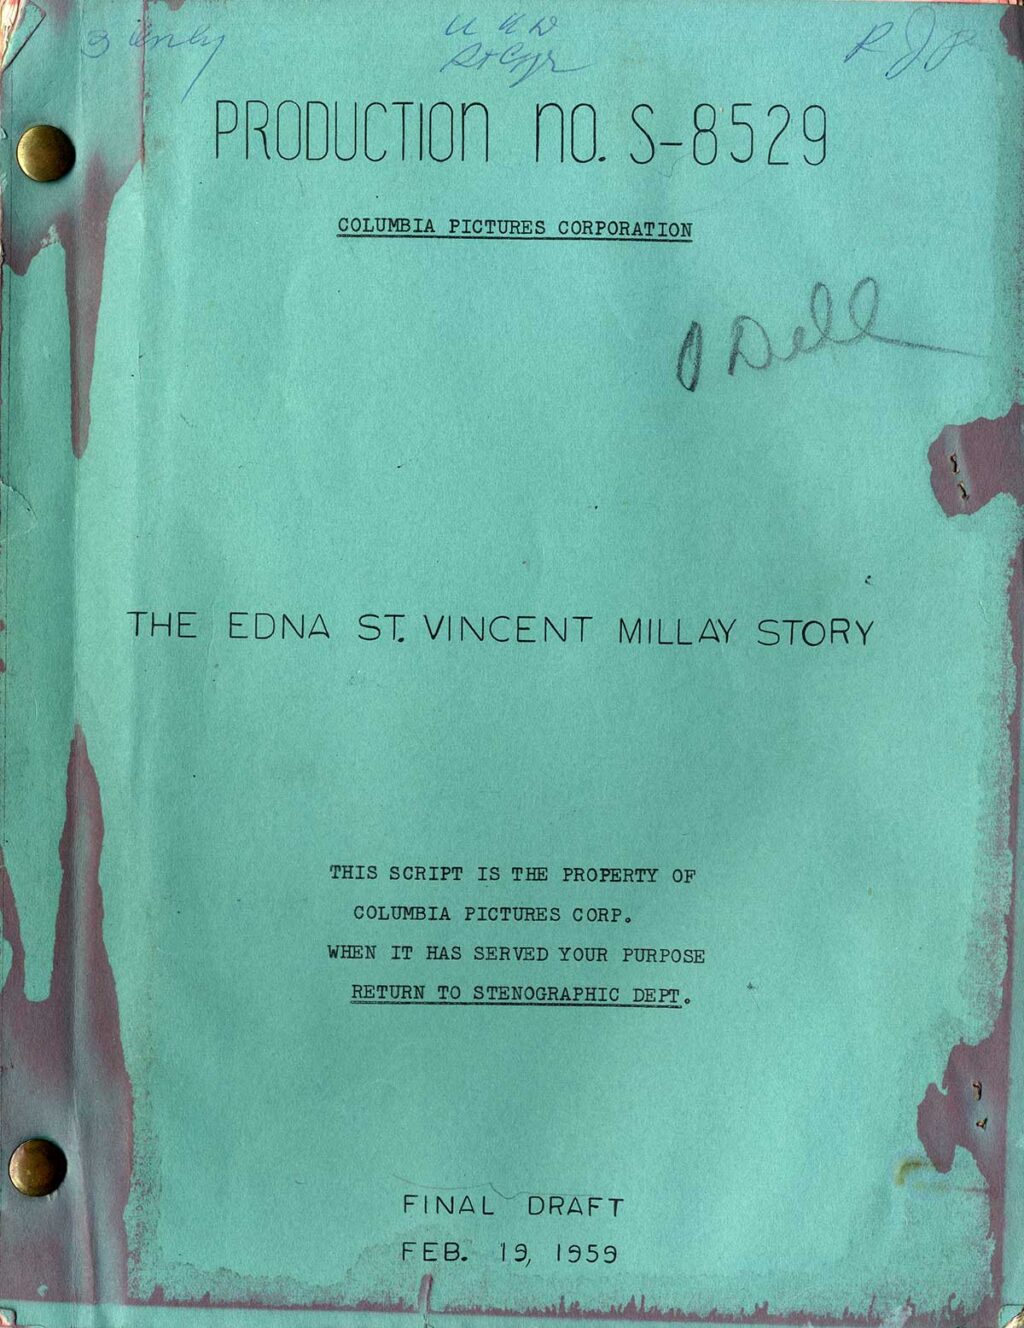 PRODUCTION NO. S-8529
COLUMBIA PICTURES CORPORATION
O Dell
THE EDNA ST. VINCENT MILLAY STORY
THIS SCRIPT IS THE PROPERTY OF
COLUMBIA PICTURES CORP.
WHEN IT HAS SERVED YOUR PURPOSE
RETURN TO STENOGRAPHIC DEPT.
FINAL DRAFT
FEB. 19, 1959